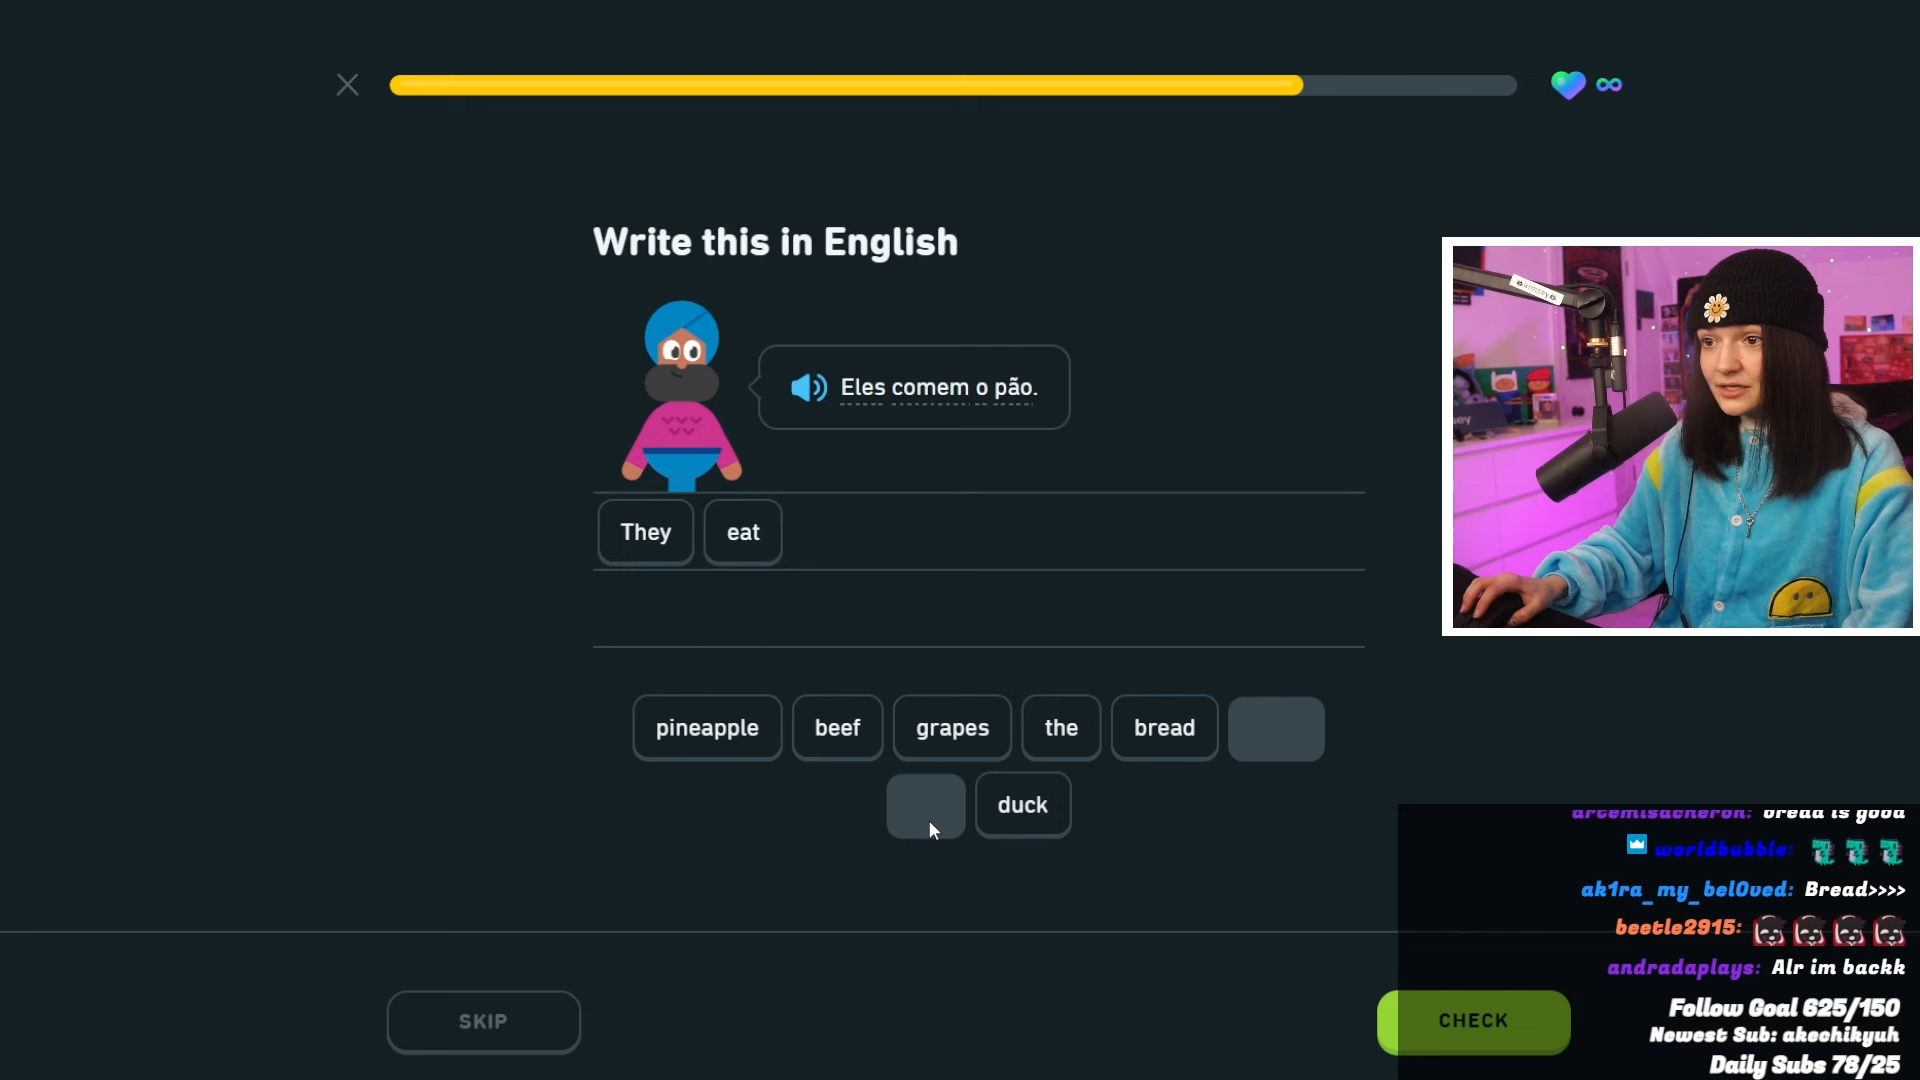 Write this in English
Eles comem o pão.
They eat
pineapple beef grapes the bread
duck
SKIP
CHECK
artemisacheron: bread is good
worldbubble:
ak1ra_my_bel0ved: Bread>>>>
beetle2915:
andradaplays: Alr im backk
Follow Goal 625/150
Newest Sub: akechikyuh
Daily Subs 78/25
aimsey